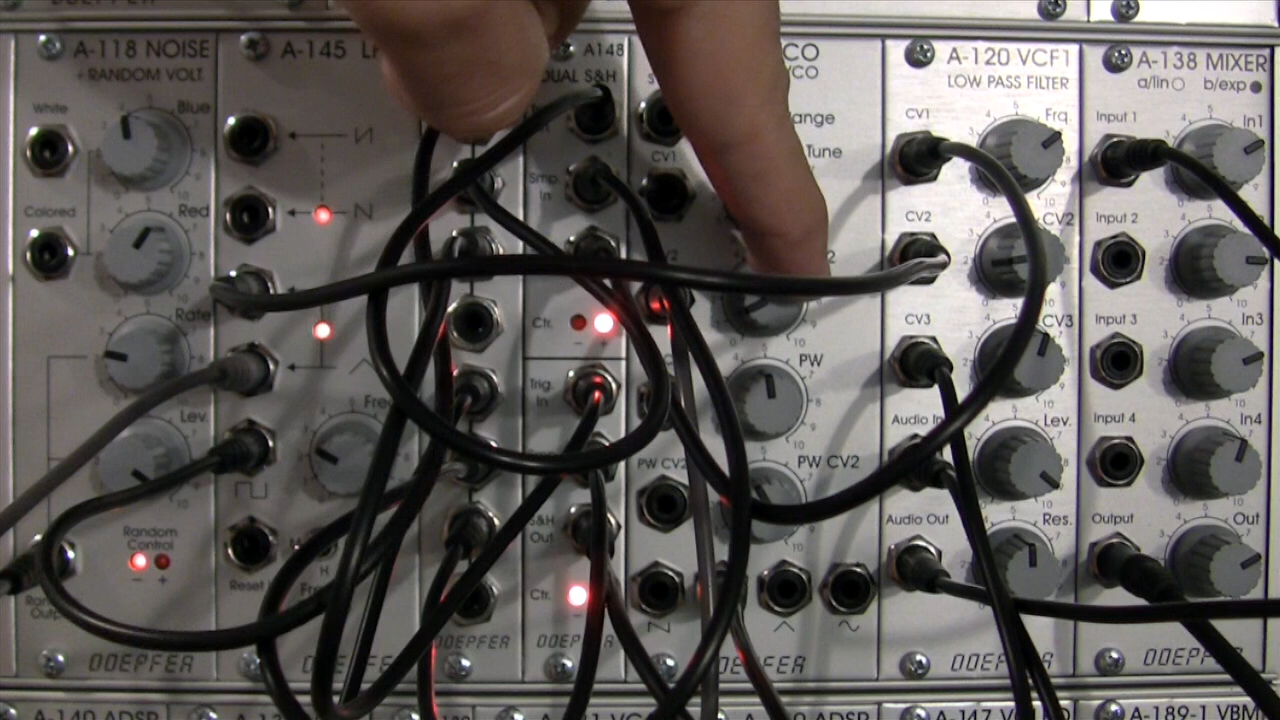 DOEPFER
A-118 NOISE
+ RANDOM VOLT.
White
Blue
Colored
Red
Rate
Lev.
Random
Control
- +
DOEPFER
A-145
Reset
DOEPFER
A148
DUAL S&H
Smp.
In
Ctr.
-
Trig.
In
S&H
Out
Ctr.
-
DOEPFER
DOEPFER
CV1
Tune
PW
PW CV2
PW CV2
DOEPFER
A-120 VCF1
LOW PASS FILTER
CV1
Frq.
CV2
CV2
CV3
CV3
Audio In
Lev.
Audio Out
Res.
DOEPFER
A-138 MIXER
a/lin b/exp
Input 1
In1
Input 2
Input 3
In3
Input 4
In4
Output
Out
DOEPFER
A-140 ADSR
A-147
A-189-1 VBM